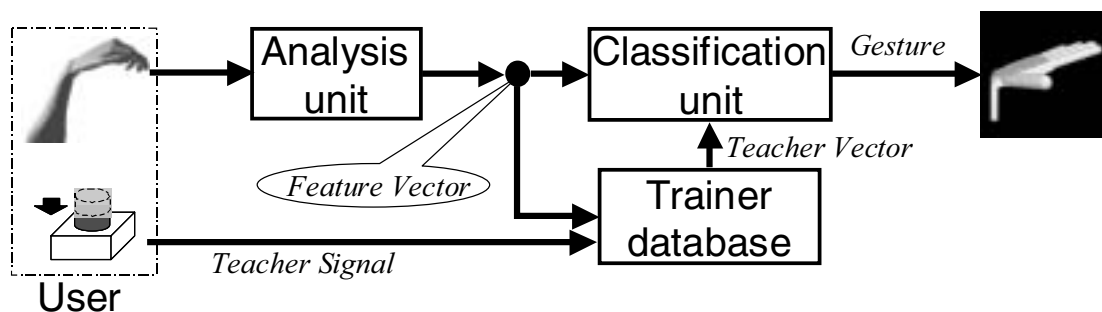 Analysis
unit
Classification
unit
Gesture
Feature Vector
Teacher Vector
Trainer
database
Teacher Signal
User